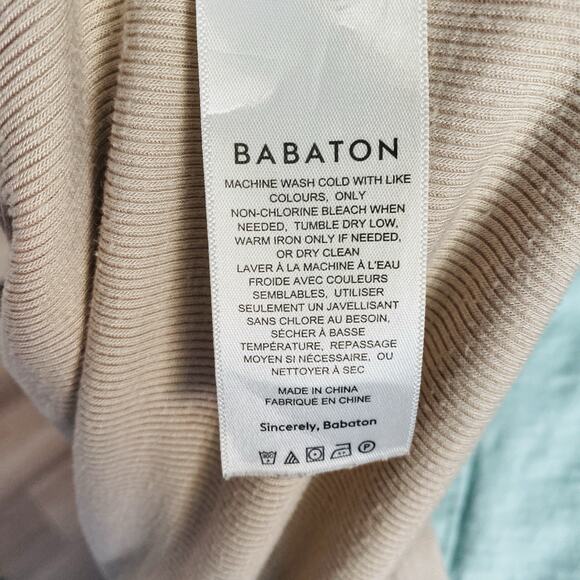 BABATON
MACHINE WASH COLD WITH LIKE
COLOURS, ONLY
NON-CHLORINE BLEACH WHEN
NEEDED, TUMBLE DRY LOW,
WARM IRON ONLY IF NEEDED,
OR DRY CLEAN
LAVER À LA MACHINE À L'EAU
FROIDE AVEC COULEURS
SEMBLABLES, UTILISER
SEULEMENT UN JAVELLISANT
SANS CHLORE AU BESOIN,
SÉCHER À BASSE
TEMPÉRATURE, REPASSAGE
MOYEN SI NÉCESSAIRE, OU
NETTOYER À SEC
MADE IN CHINA
FABRIQUÉ EN CHINE
Sincerely, Babaton